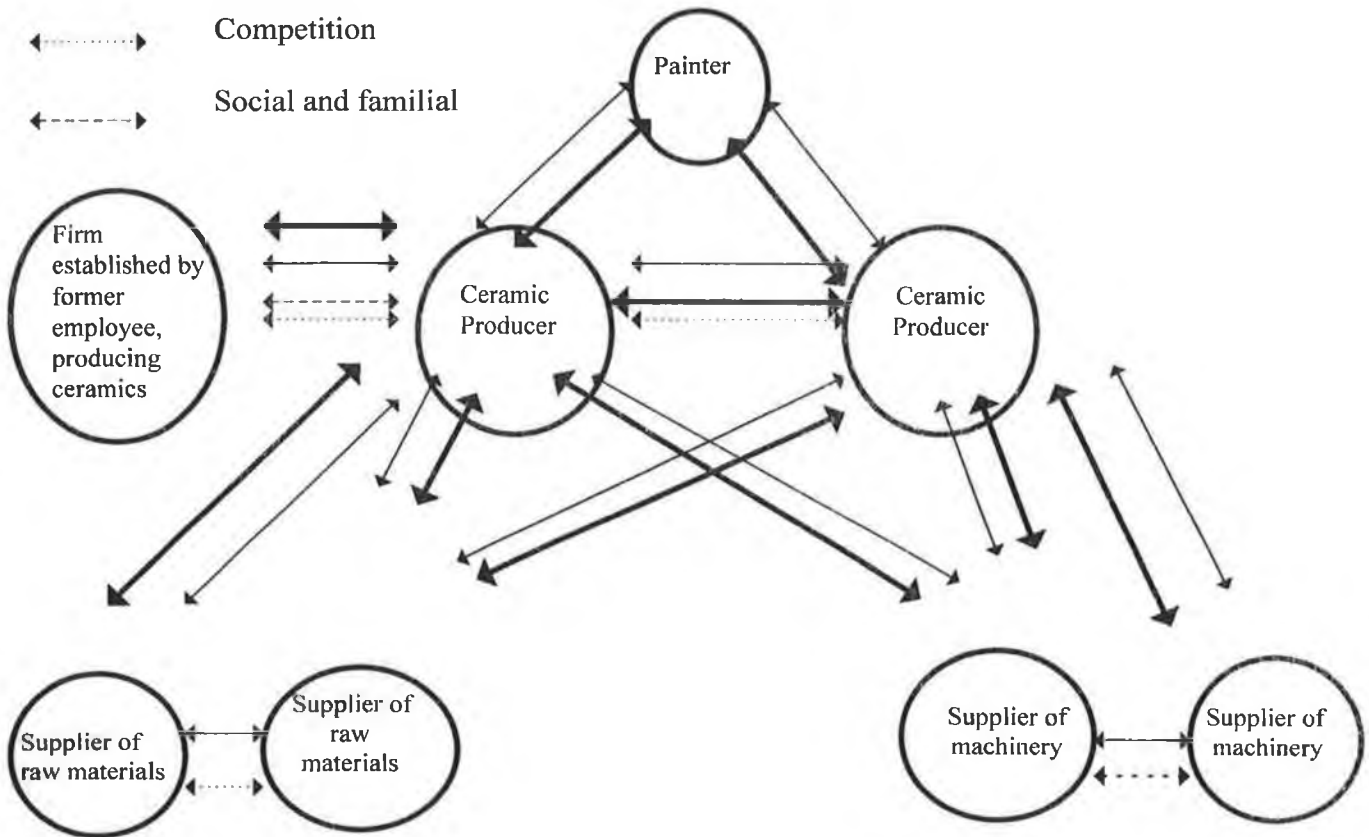 Competition
Social and familial
Painter
Firm
established by
former
employee,
producing
ceramics
Ceramic
Producer
Ceramic
Producer
Supplier of
raw materials
Supplier of
raw
materials
Supplier of
machinery
Supplier of
machinery